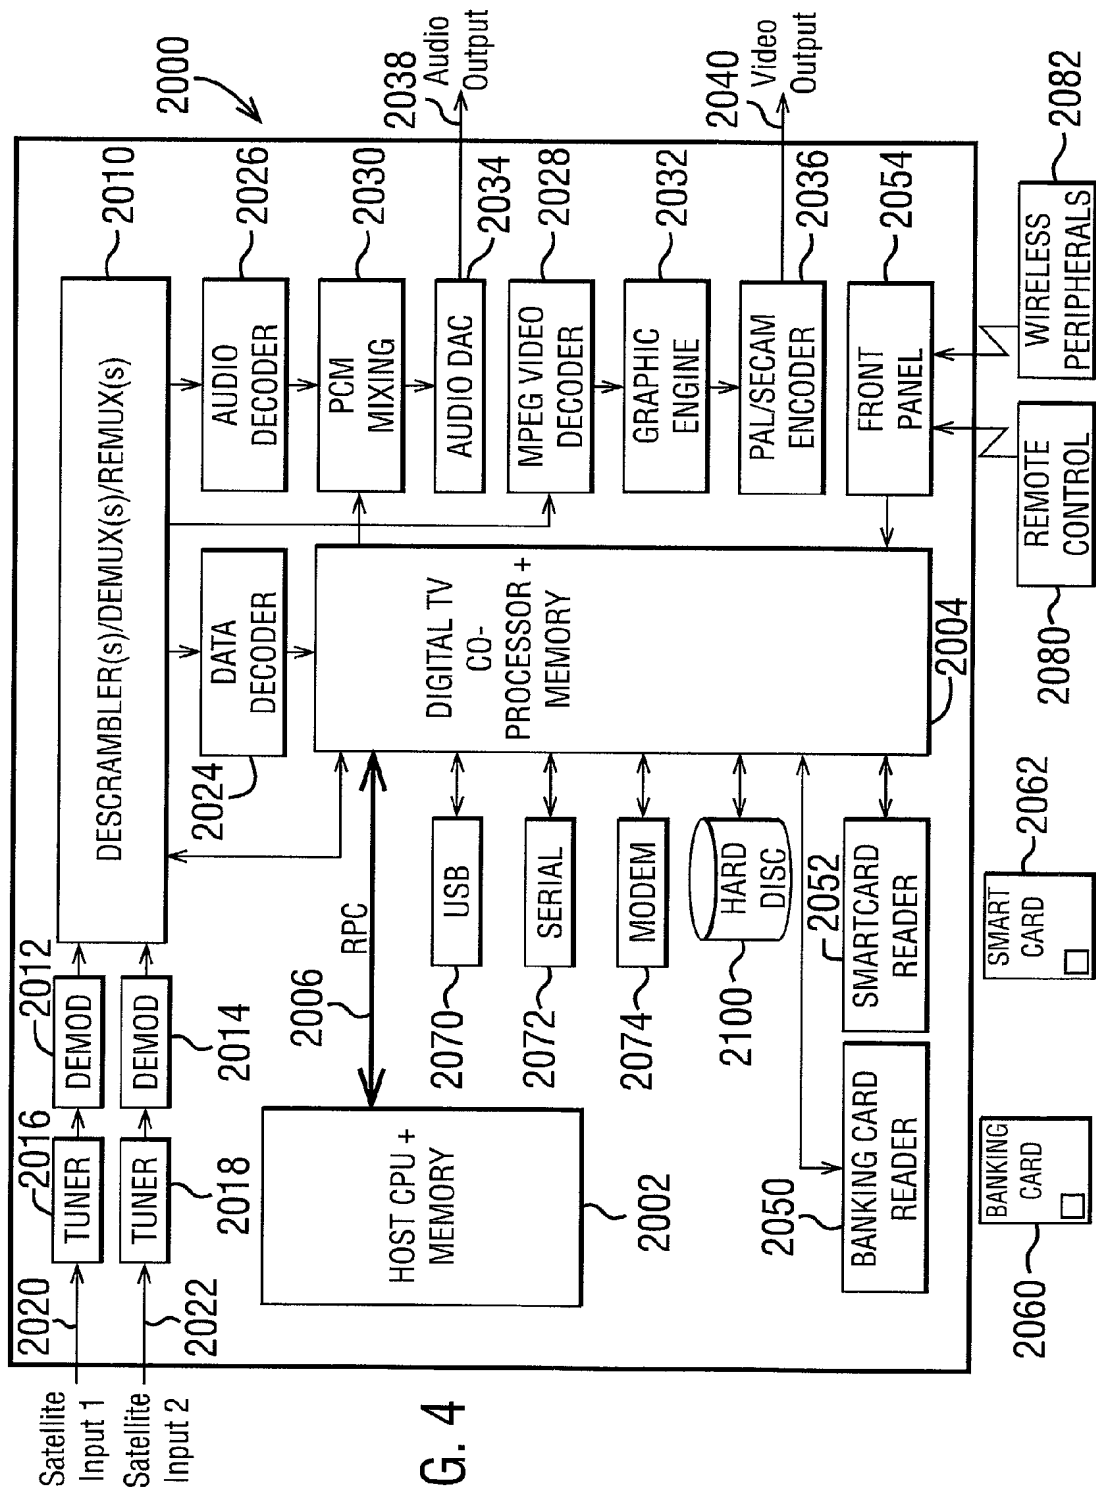 2000
Satellite
Input 1
Satellite
Input 2
2020
2022
TUNER
2016
TUNER
2018
DEMOD
2012
DEMOD
2014
DESCRAMBLER(s)/DEMUX(s)/REMUX(s)
2010
DATA
DECODER
2024
AUDIO
DECODER
2026
PCM
MIXING
2030
AUDIO DAC
2034
2038
Audio
Output
MPEG VIDEO
DECODER
2028
GRAPHIC
ENGINE
2032
PAL/SECAM
ENCODER
2036
2040
Video
Output
FRONT
PANEL
2054
HOST CPU +
MEMORY
2002
2006
RPC
DIGITAL TV
CO-
PROCESSOR +
MEMORY
2004
USB
2070
SERIAL
2072
MODEM
2074
HARD
DISC
2100
BANKING CARD
READER
2050
SMARTCARD
READER
2052
BANKING
CARD
2060
SMART
CARD
2062
REMOTE
CONTROL
2080
WIRELESS
PERIPHERALS
2082
G. 4